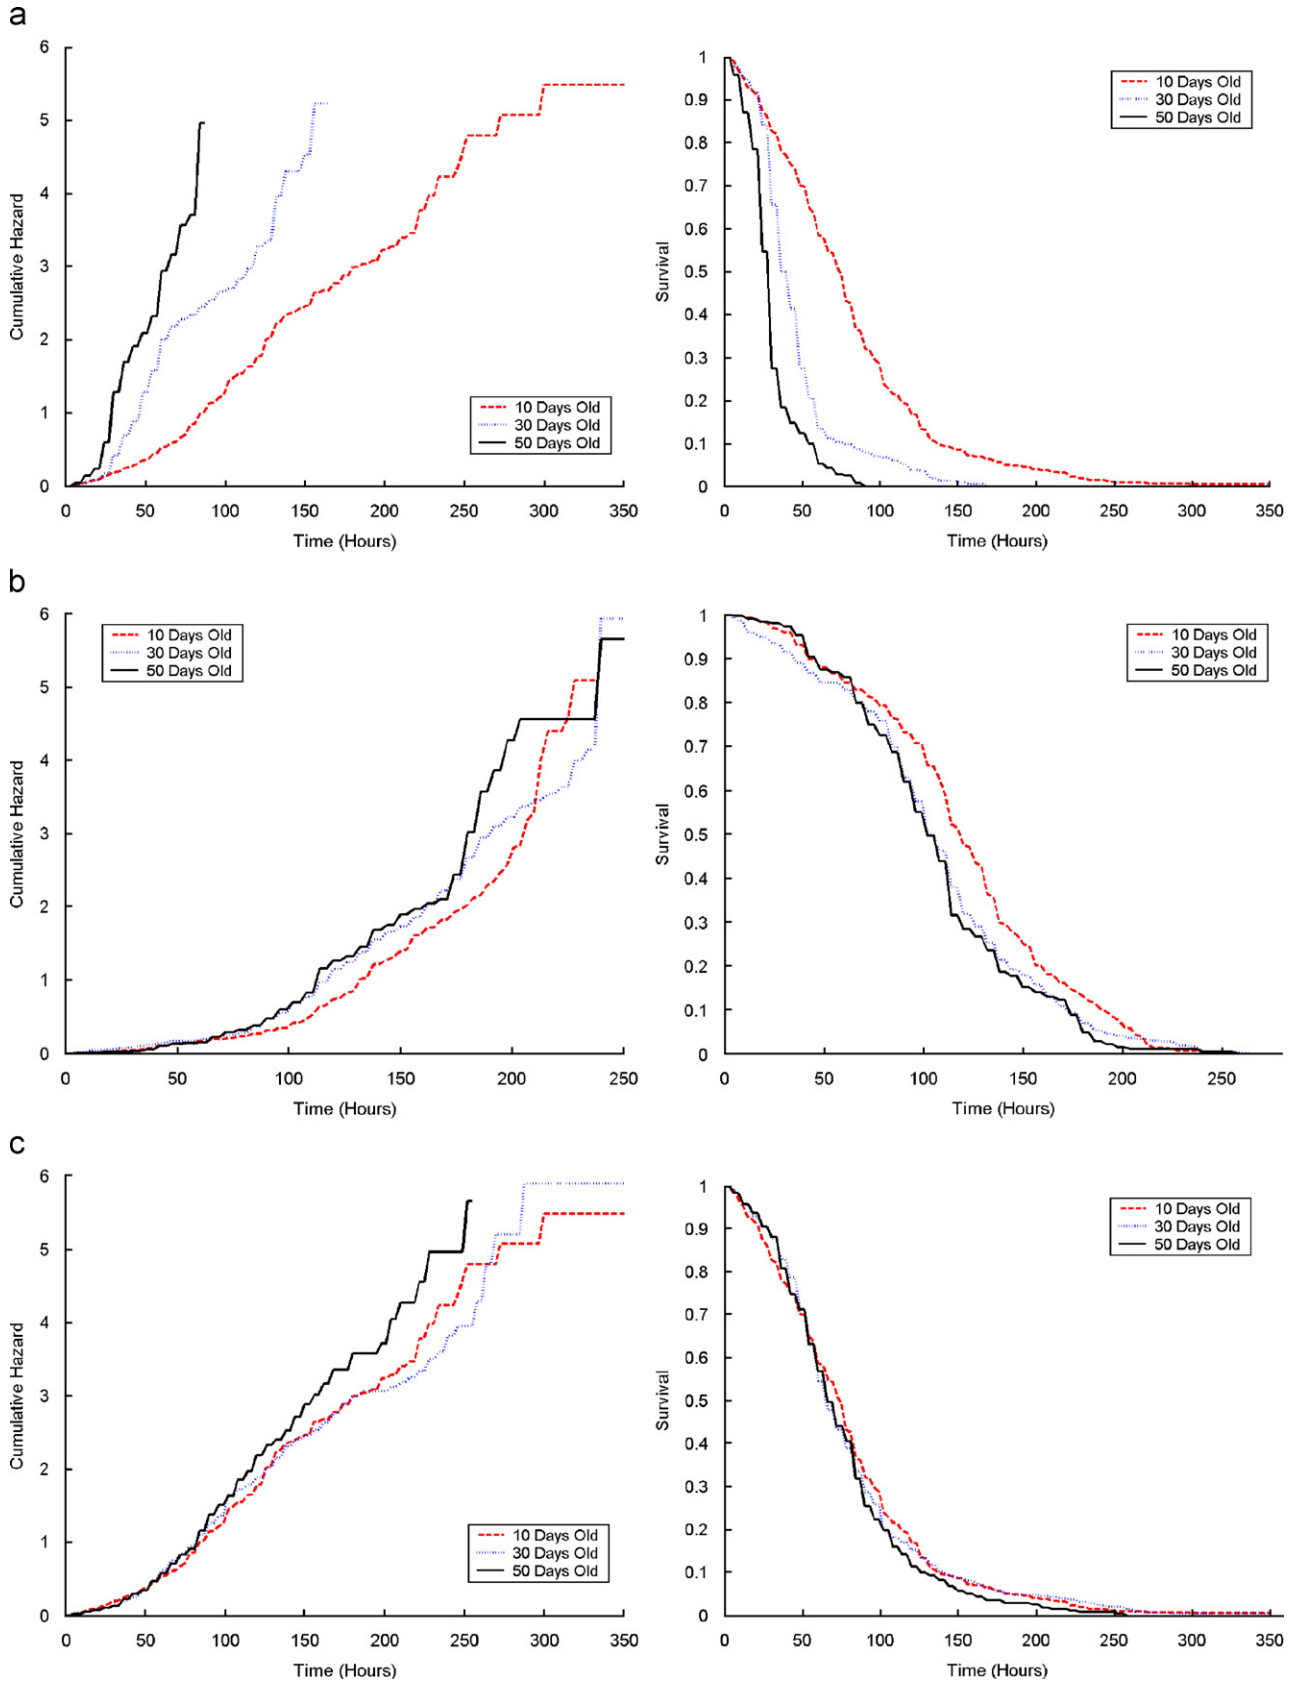 a
6
5
4
3
2
1
0
Cumulative Hazard
10 Days Old
30 Days Old
50 Days Old
0 50 100 150 200 250 300 350
Time (Hours)
1
0.9
0.8
0.7
0.6
0.5
0.4
0.3
0.2
0.1
0
Survival
10 Days Old
30 Days Old
50 Days Old
0 50 100 150 200 250 300 350
Time (Hours)
b
6
5
4
3
2
1
0
Cumulative Hazard
10 Days Old
30 Days Old
50 Days Old
0 50 100 150 200 250
Time (Hours)
1
0.9
0.8
0.7
0.6
0.5
0.4
0.3
0.2
0.1
0
Survival
10 Days Old
30 Days Old
50 Days Old
0 50 100 150 200 250
Time (Hours)
c
6
5
4
3
2
1
0
Cumulative Hazard
10 Days Old
30 Days Old
50 Days Old
0 50 100 150 200 250 300 350
Time (Hours)
1
0.9
0.8
0.7
0.6
0.5
0.4
0.3
0.2
0.1
0
Survival
10 Days Old
30 Days Old
50 Days Old
0 50 100 150 200 250 300 350
Time (Hours)